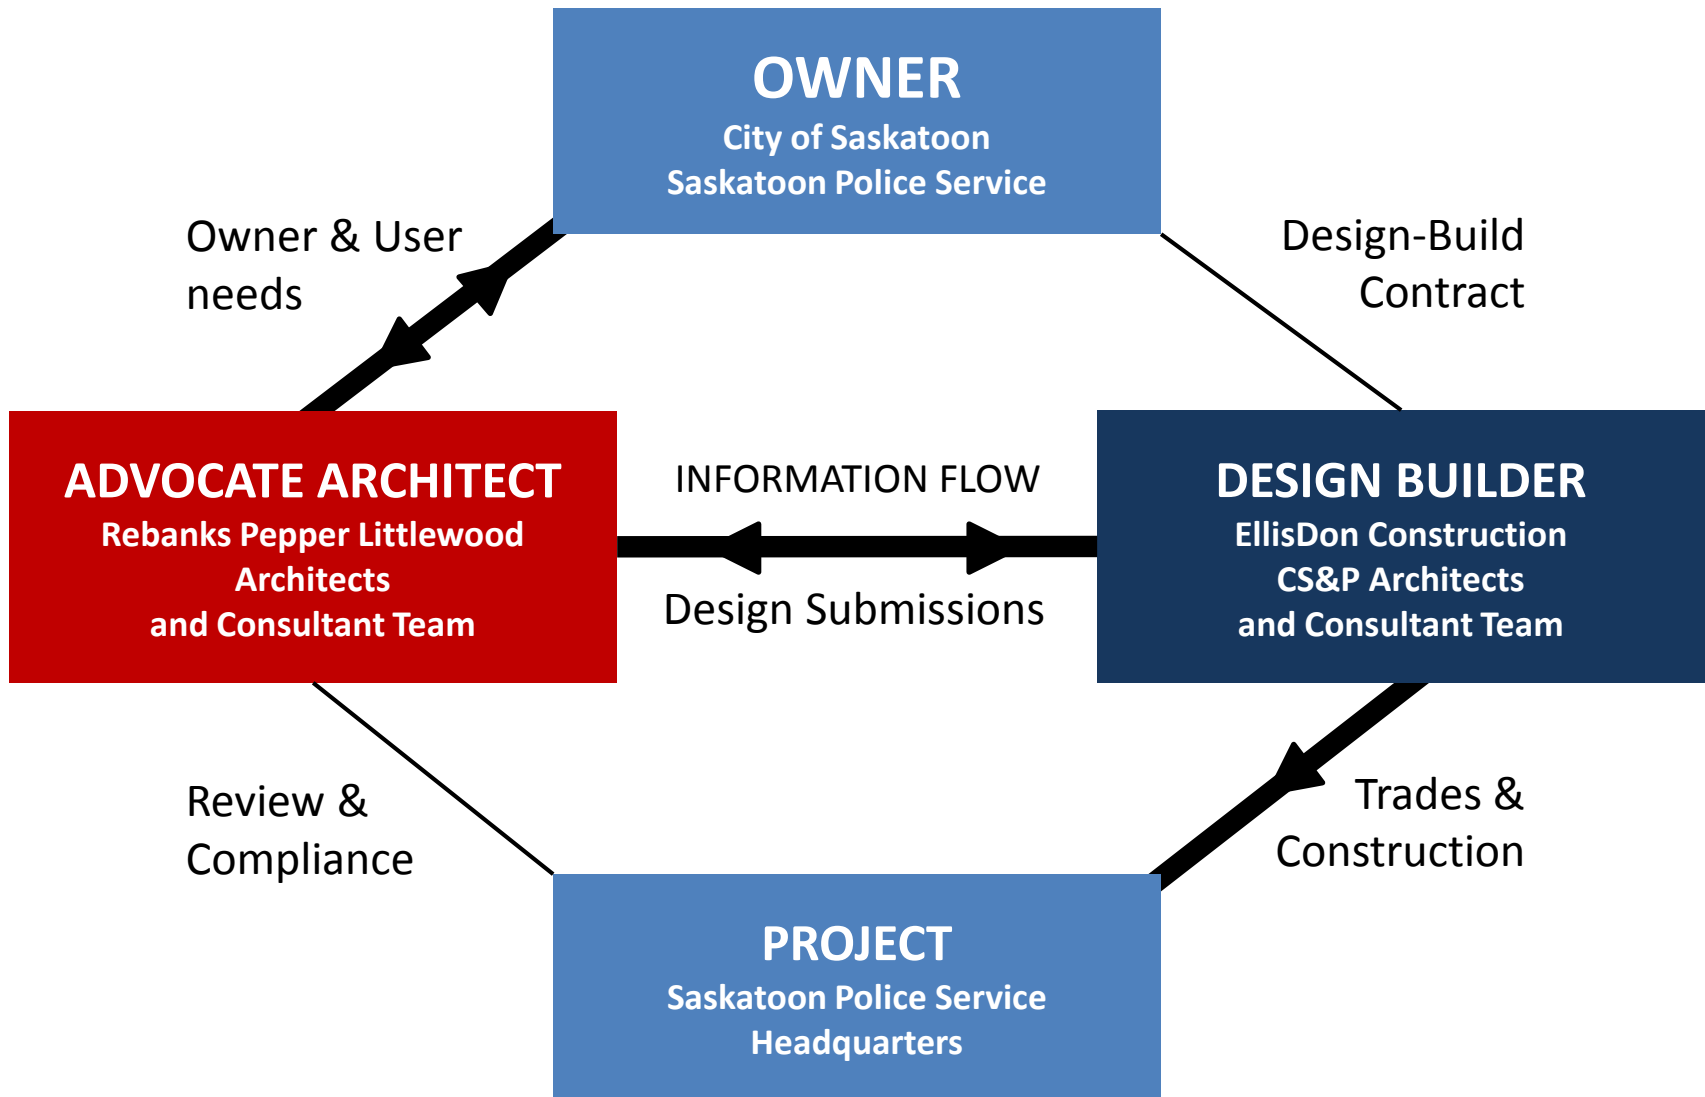 OWNER
City of Saskatoon
Saskatoon Police Service
Owner & User
needs
Design-Build
Contract
ADVOCATE ARCHITECT
Rebanks Pepper Littlewood
Architects
and Consultant Team
INFORMATION FLOW
Design Submissions
DESIGN BUILDER
EllisDon Construction
CS&P Architects
and Consultant Team
Review &
Compliance
Trades &
Construction
PROJECT
Saskatoon Police Service
Headquarters